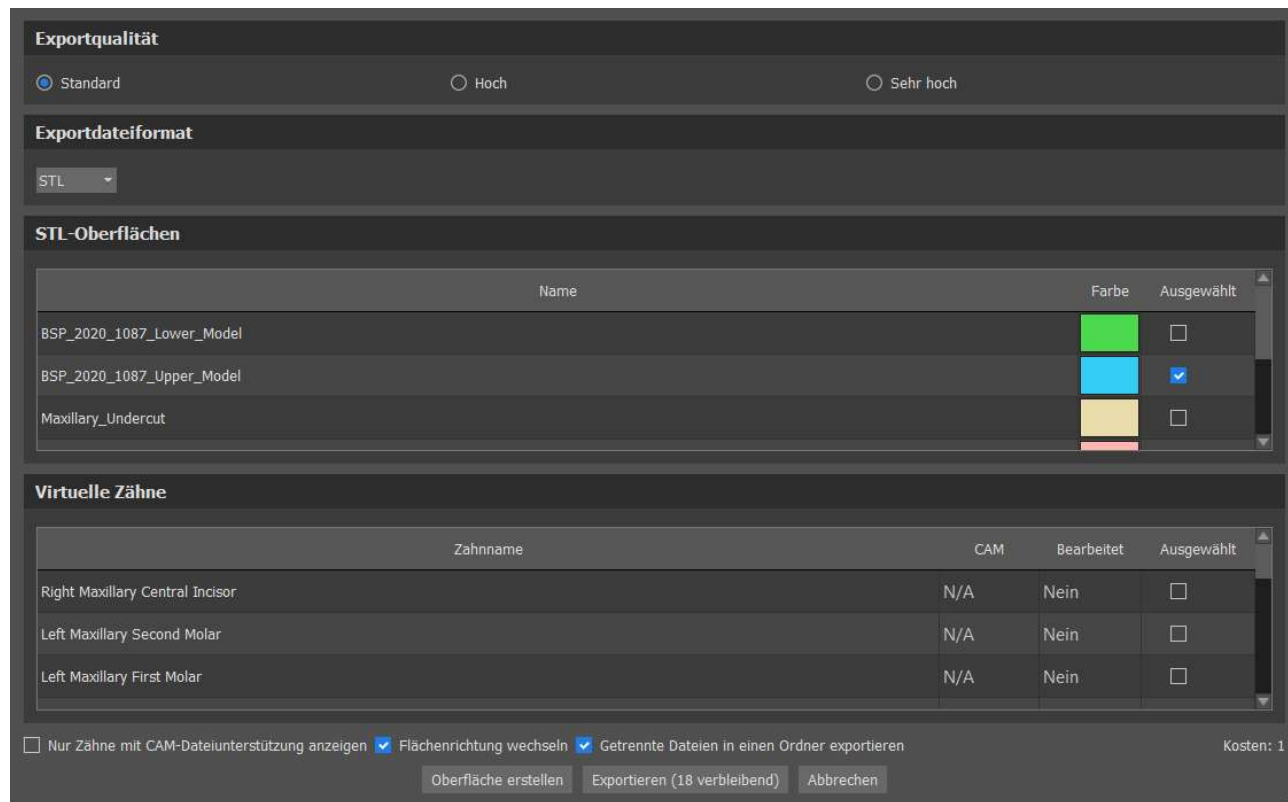 Exportqualität
Standard Hoch Sehr hoch
Exportdateiformat
STL
STL-Oberflächen
Name Farbe Ausgewählt
BSP_2020_1087_Lower_Model
BSP_2020_1087_Upper_Model
Maxillary_Undercut
Virtuelle Zähne
Zahnname CAM Bearbeitet Ausgewählt
Right Maxillary Central Incisor N/A Nein
Left Maxillary Second Molar N/A Nein
Left Maxillary First Molar N/A Nein
Nur Zähne mit CAM-Dateiunterstützung anzeigen Flächenrichtung wechseln Getrennte Dateien in einen Ordner exportieren Kosten: 1
Oberfläche erstellen Exportieren (18 verbleibend) Abbrechen